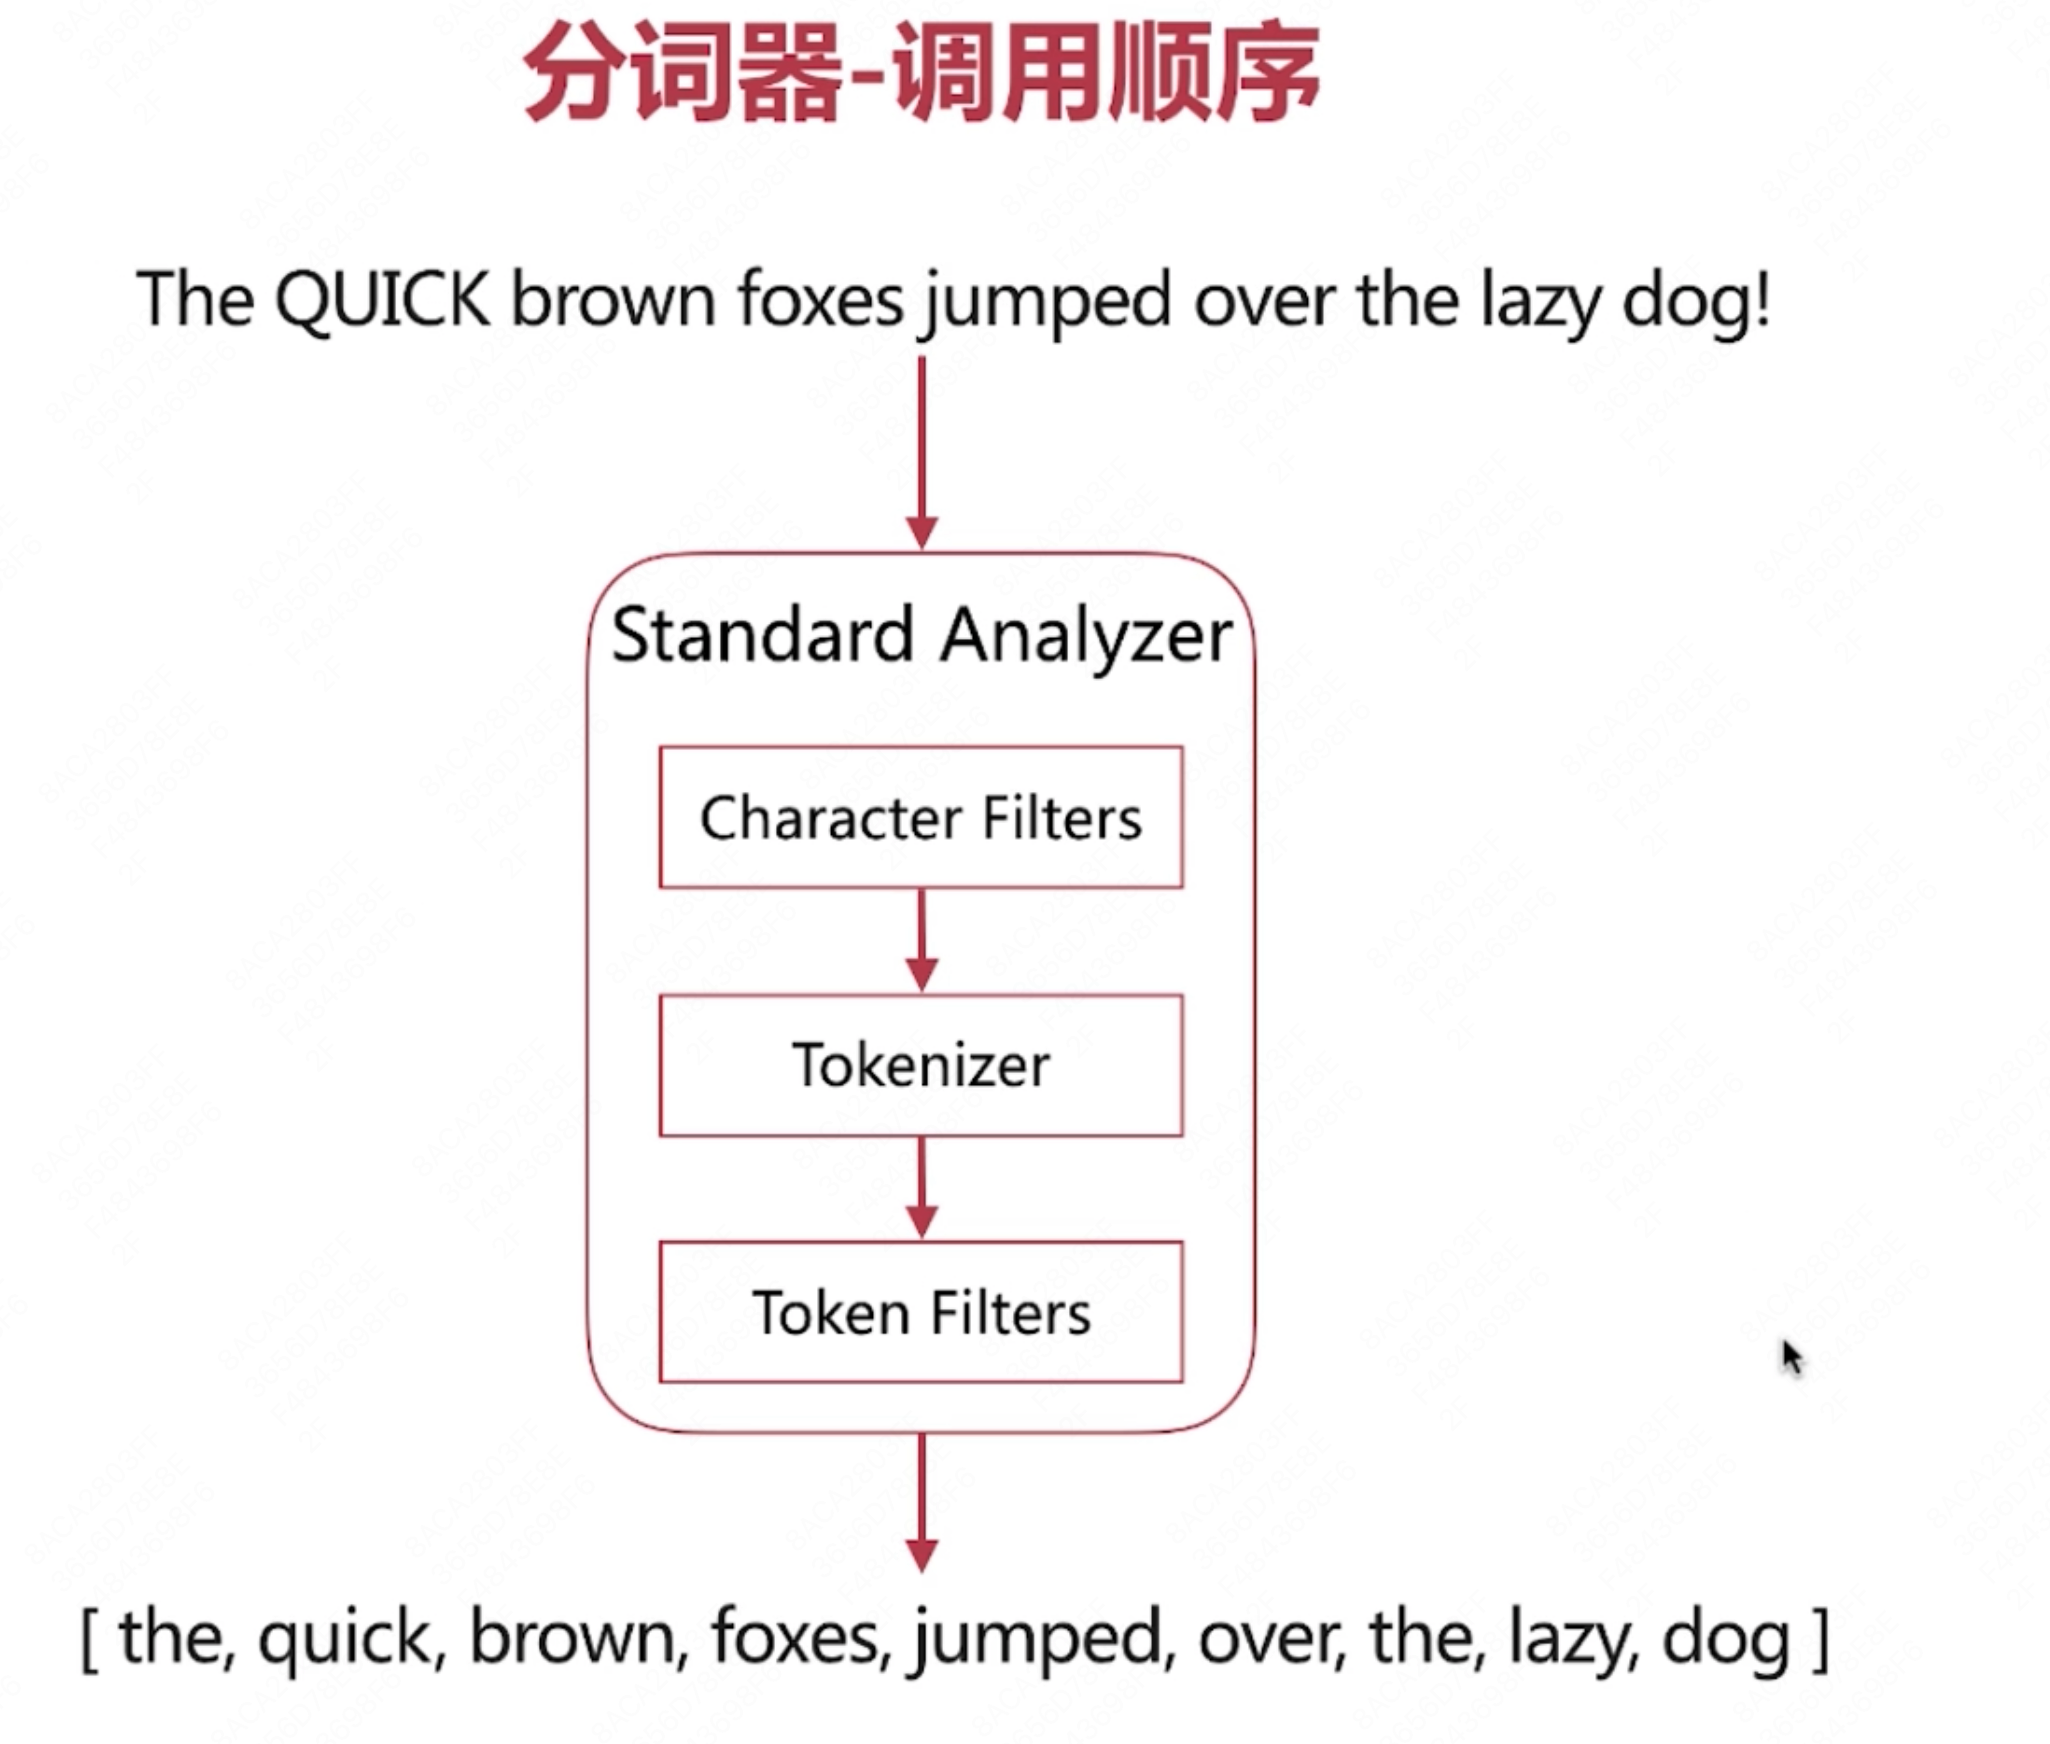 分词器-调用顺序
The QUICK brown foxes jumped over the lazy dog!
Standard Analyzer
Character Filters
Tokenizer
Token Filters
[ the, quick, brown, foxes, jumped, over, the, lazy, dog ]